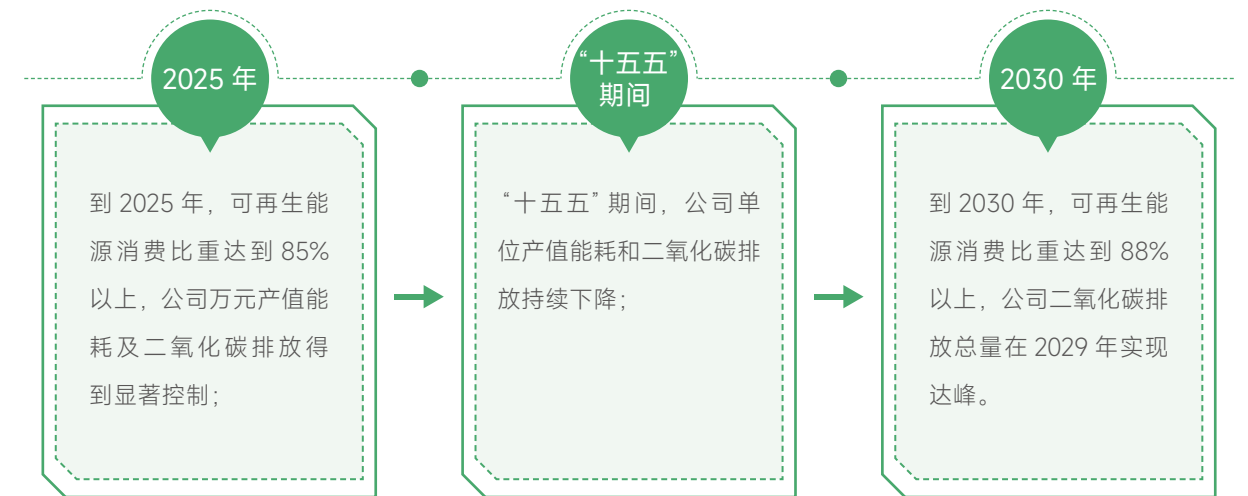 2025 年
到 2025 年，可再生能
源消费比重达到 85%
以上，公司万元产值能
耗及二氧化碳排放得
到显著控制；
“十五五”
期间
“十五五”期间，公司单
位产值能耗和二氧化碳排
放持续下降；
2030 年
到 2030 年，可再生能
源消费比重达到 88%
以上，公司二氧化碳排
放总量在 2029 年实现
达峰。